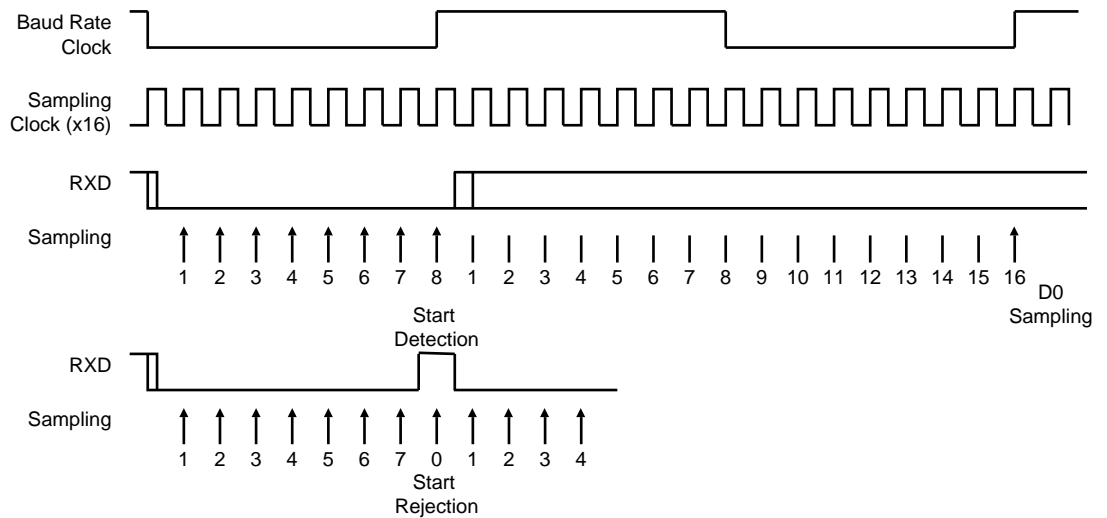 Baud Rate
Clock
Sampling
Clock (x16)
RXD
Sampling
1 2 3 4 5 6 7 8 1 2 3 4 5 6 7 8 9 10 11 12 13 14 15 16
D0
Sampling
Start
Detection
RXD
Sampling
1 2 3 4 5 6 7 0 1 2 3 4
Start
Rejection